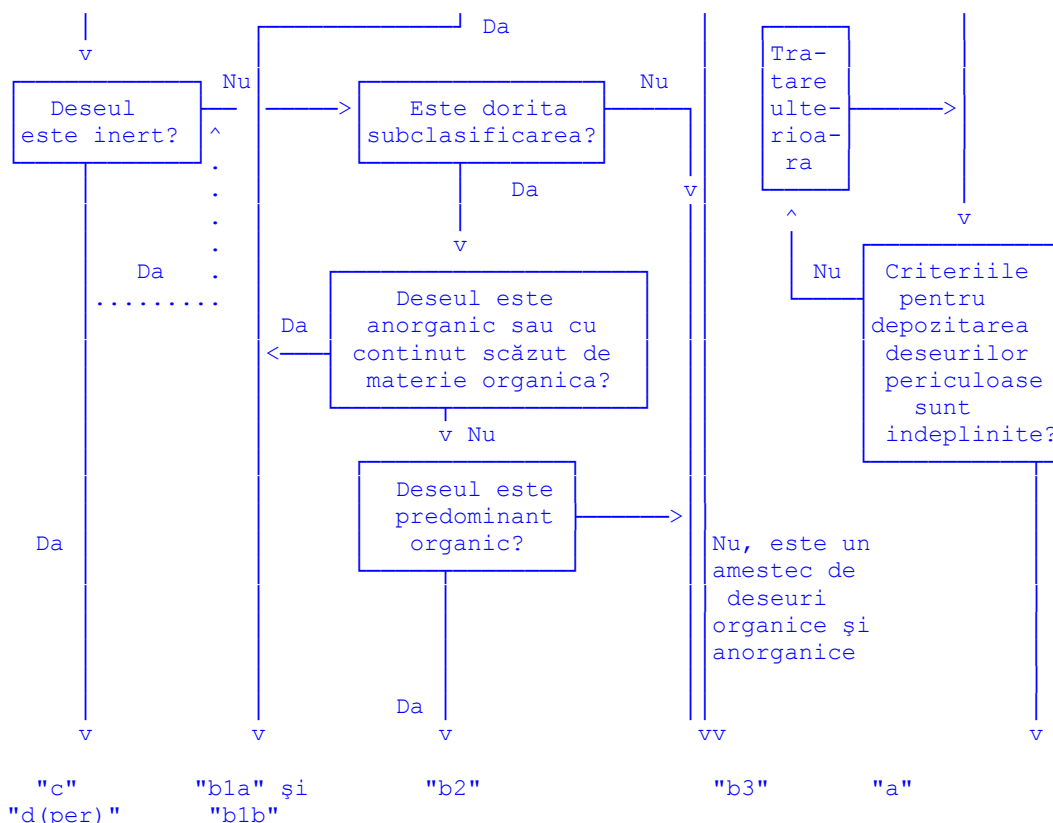 Da
Tra-
tare
ulte-
rioa-
ra
Nu
Deseul
este inert?
Este dorita
subclasificarea?
Nu
Da
Da
Deseul este
anorganic sau cu
continut scăzut de
materie organica?
Da
Nu
Criteriile
pentru
depozitarea
deseurilor
periculoase
sunt
indeplinite?
v Nu
Deseul este
predominant
organic?
Da
Nu, este un
amestec de
deseuri
organice şi
anorganice
Da
v v v vv v
"c" "b1a" şi "b2" "b3" "a"
"d(per)" "b1b"